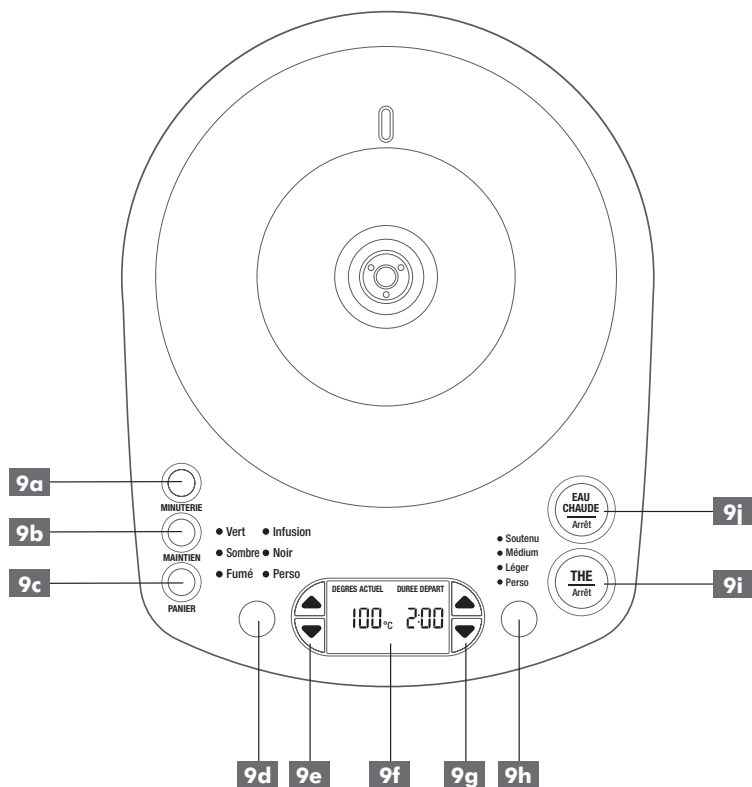 9a
MINUTERIE
9b
MAINTIEN
9c
PANIER
• Vert • Infusion
• Sombre • Noir
• Fumé • Perso
DEGRES ACTUEL DUREE DEPART
100°C 2:00
• Soutenu
• Médium
• Léger
• Perso
EAU
CHAUDE
Arrêt
9j
THE
Arrêt
9i
9d 9e 9f 9g 9h